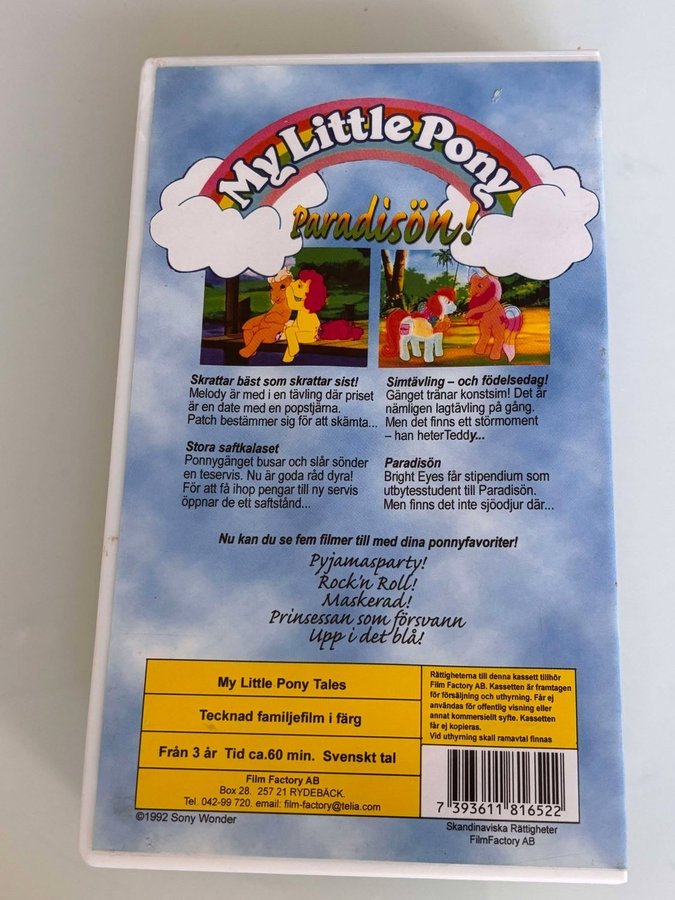 My Little Pony
Paradisön!
Skrattar bäst som skrattar sist!
Melody är med i en tävling där priset
är en date med en popstjärna.
Patch bestämmer sig för att skämta...
Stora saftkalaset
Ponnygänget busar och slår sönder
en teservis. Nu är goda råd dyra!
För att få ihop pengar till ny servis
öppnar de ett saftstånd...
Simtävling – och födelsedag!
Gänget tränar konstsim! Det är
nämligen lagtävling på gång.
Men det finns ett störmoment
– han heterTeddy...
Paradisön
Bright Eyes får stipendium som
utbytesstudent till Paradisön.
Men finns det inte sjöodjur där...
Nu kan du se fem filmer till med dina ponnyfavoriter!
Pyjamasparty!
Rock'n Roll!
Maskerad!
Prinsessan som försvann
Upp i det blå!
My Little Pony Tales
Tecknad familjefilm i färg
Från 3 år Tid ca.60 min. Svenskt tal
Film Factory AB
Box 28. 257 21 RYDEBÄCK.
Tel. 042-99 720. email: film-factory@telia.com
©1992 Sony Wonder
Rättigheterna till denna kassett tillhör
Film Factory AB. Kassetten är framtagen
för försäljning och uthyrning. Får ej
användas för offentlig visning eller
annat kommersiellt syfte. Kassetten
får ej kopieras.
Vid uthyrning skall ramavtal finnas
7 393611 816522
Skandinaviska Rättigheter
FilmFactory AB